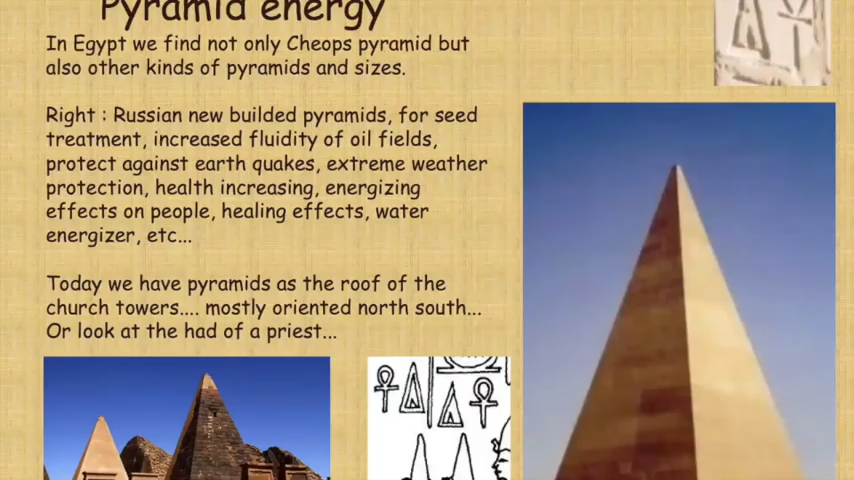 Pyramid energy
In Egypt we find not only Cheops pyramid but
also other kinds of pyramids and sizes.
Right : Russian new builded pyramids, for seed
treatment, increased fluidity of oil fields,
protect against earth quakes, extreme weather
protection, health increasing, energizing
effects on people, healing effects, water
energizer, etc...
Today we have pyramids as the roof of the
church towers.... mostly oriented north south...
Or look at the had of a priest...